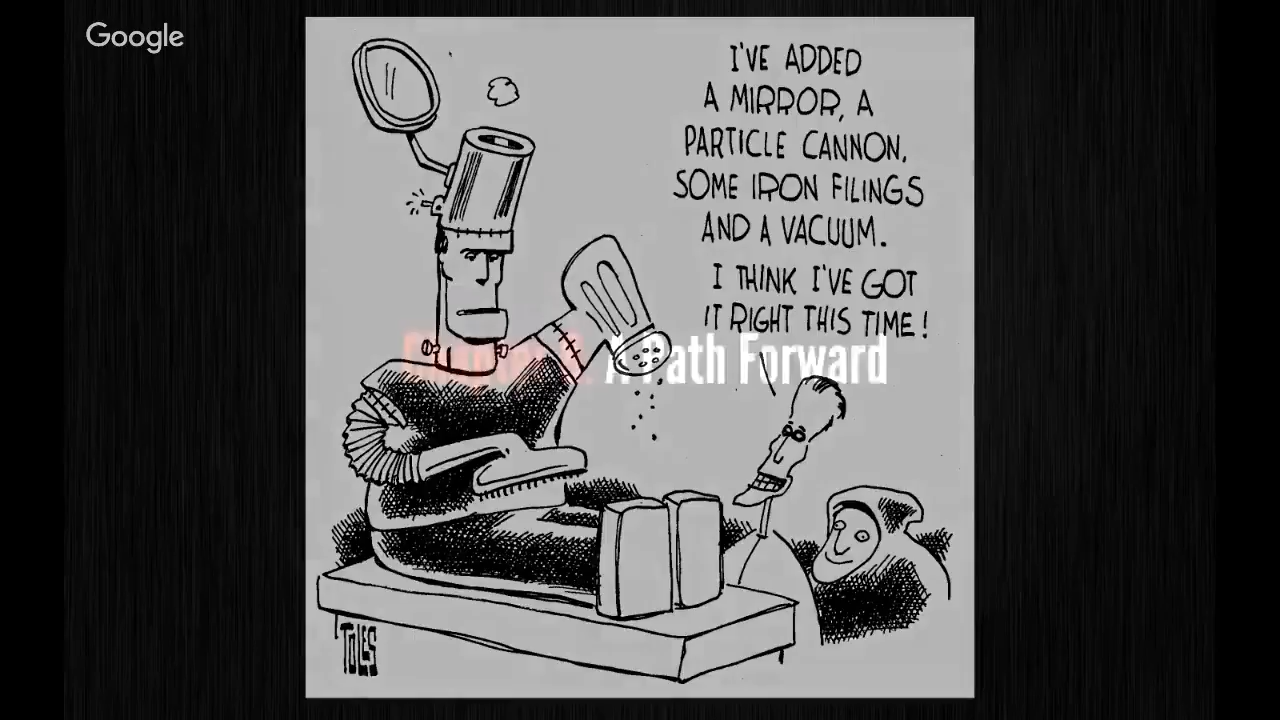 Google
I'VE ADDED
A MIRROR, A
PARTICLE CANNON,
SOME IRON FILINGS
AND A VACUUM.
I THINK I'VE GOT
IT RIGHT THIS TIME!
A Path Forward
TOLES